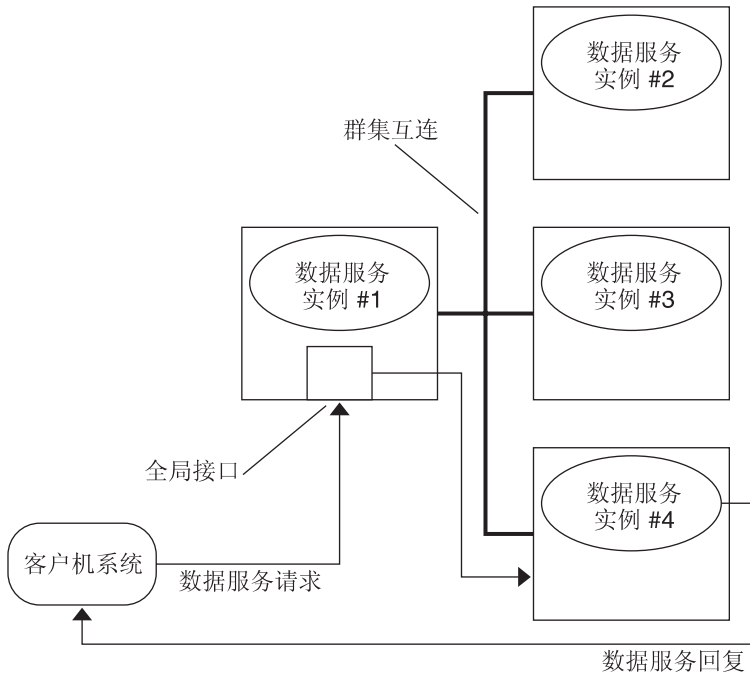 数据服务
实例 #2
群集互连
数据服务
实例 #1
数据服务
实例 #3
全局接口
数据服务
实例 #4
客户机系统
数据服务请求
数据服务回复